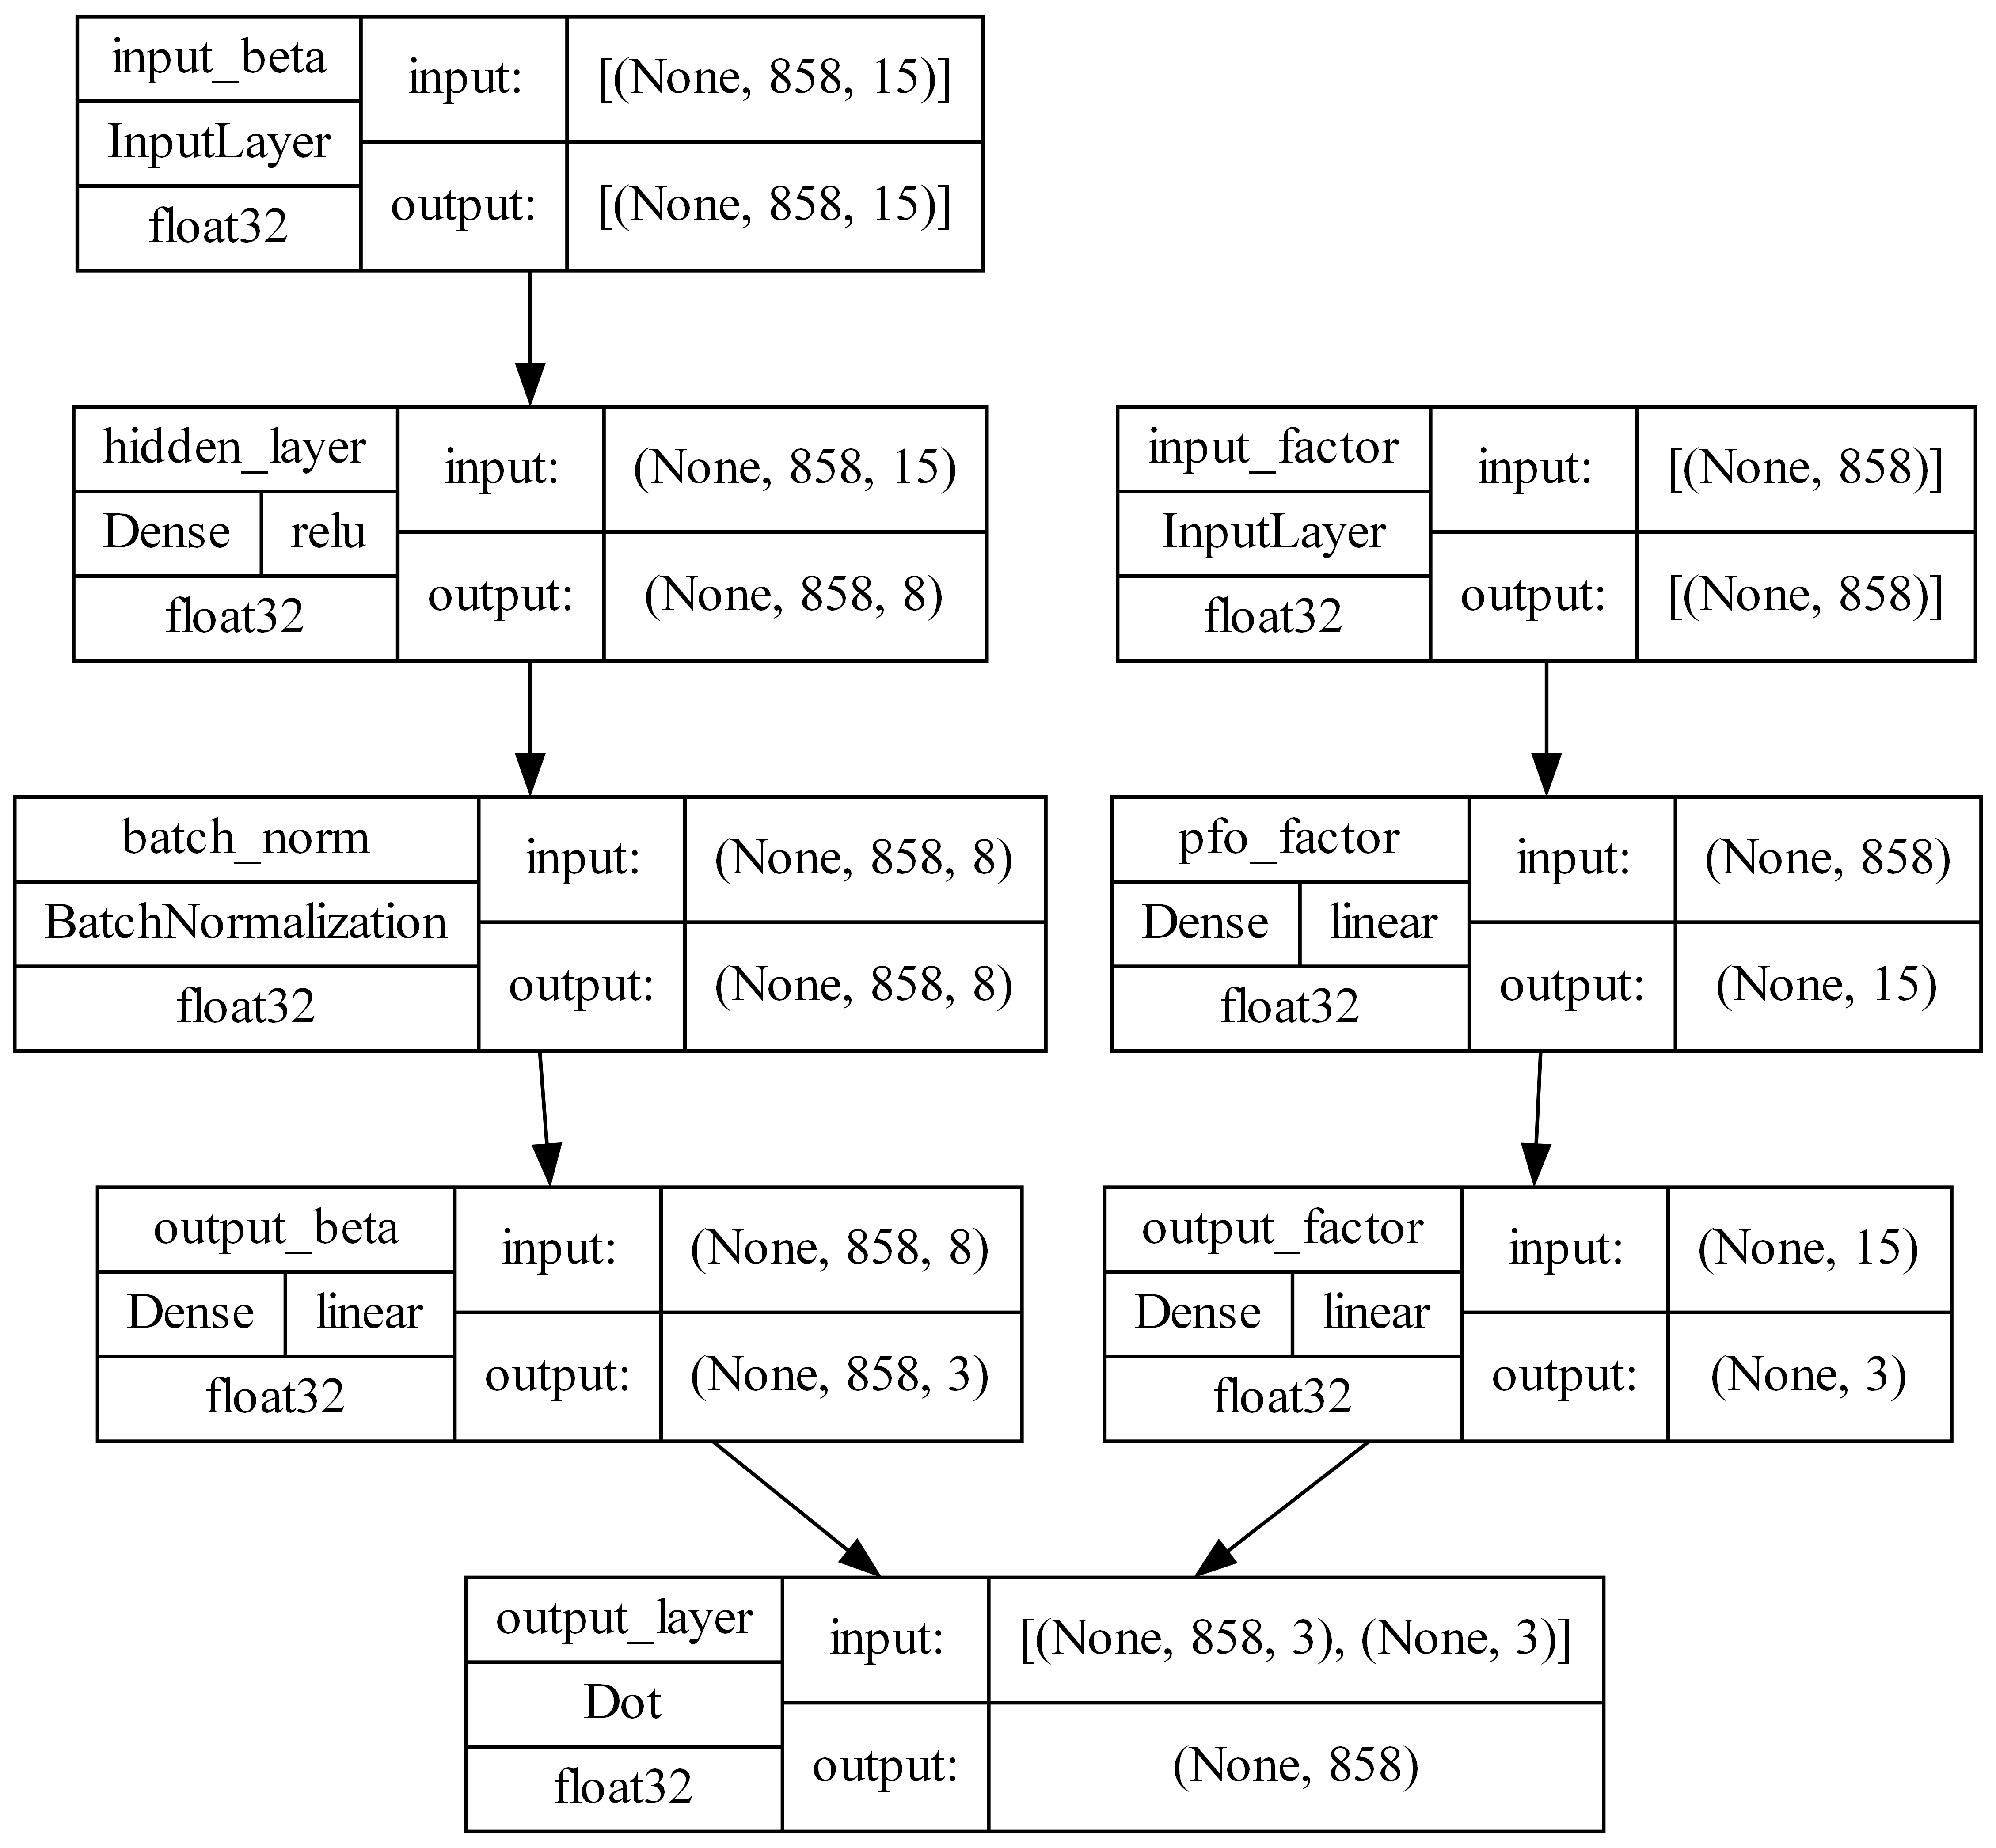 input_beta
InputLayer
float32
input: [(None, 858, 15)]
output: [(None, 858, 15)]
hidden_layer
Dense relu
float32
input: (None, 858, 15)
output: (None, 858, 8)
input_factor
InputLayer
float32
input: [(None, 858)]
output: [(None, 858)]
batch_norm
BatchNormalization
float32
input: (None, 858, 8)
output: (None, 858, 8)
pfo_factor
Dense linear
float32
input: (None, 858)
output: (None, 15)
output_beta
Dense linear
float32
input: (None, 858, 8)
output: (None, 858, 3)
output_factor
Dense linear
float32
input: (None, 15)
output: (None, 3)
output_layer
Dot
float32
input: [(None, 858, 3), (None, 3)]
output: (None, 858)